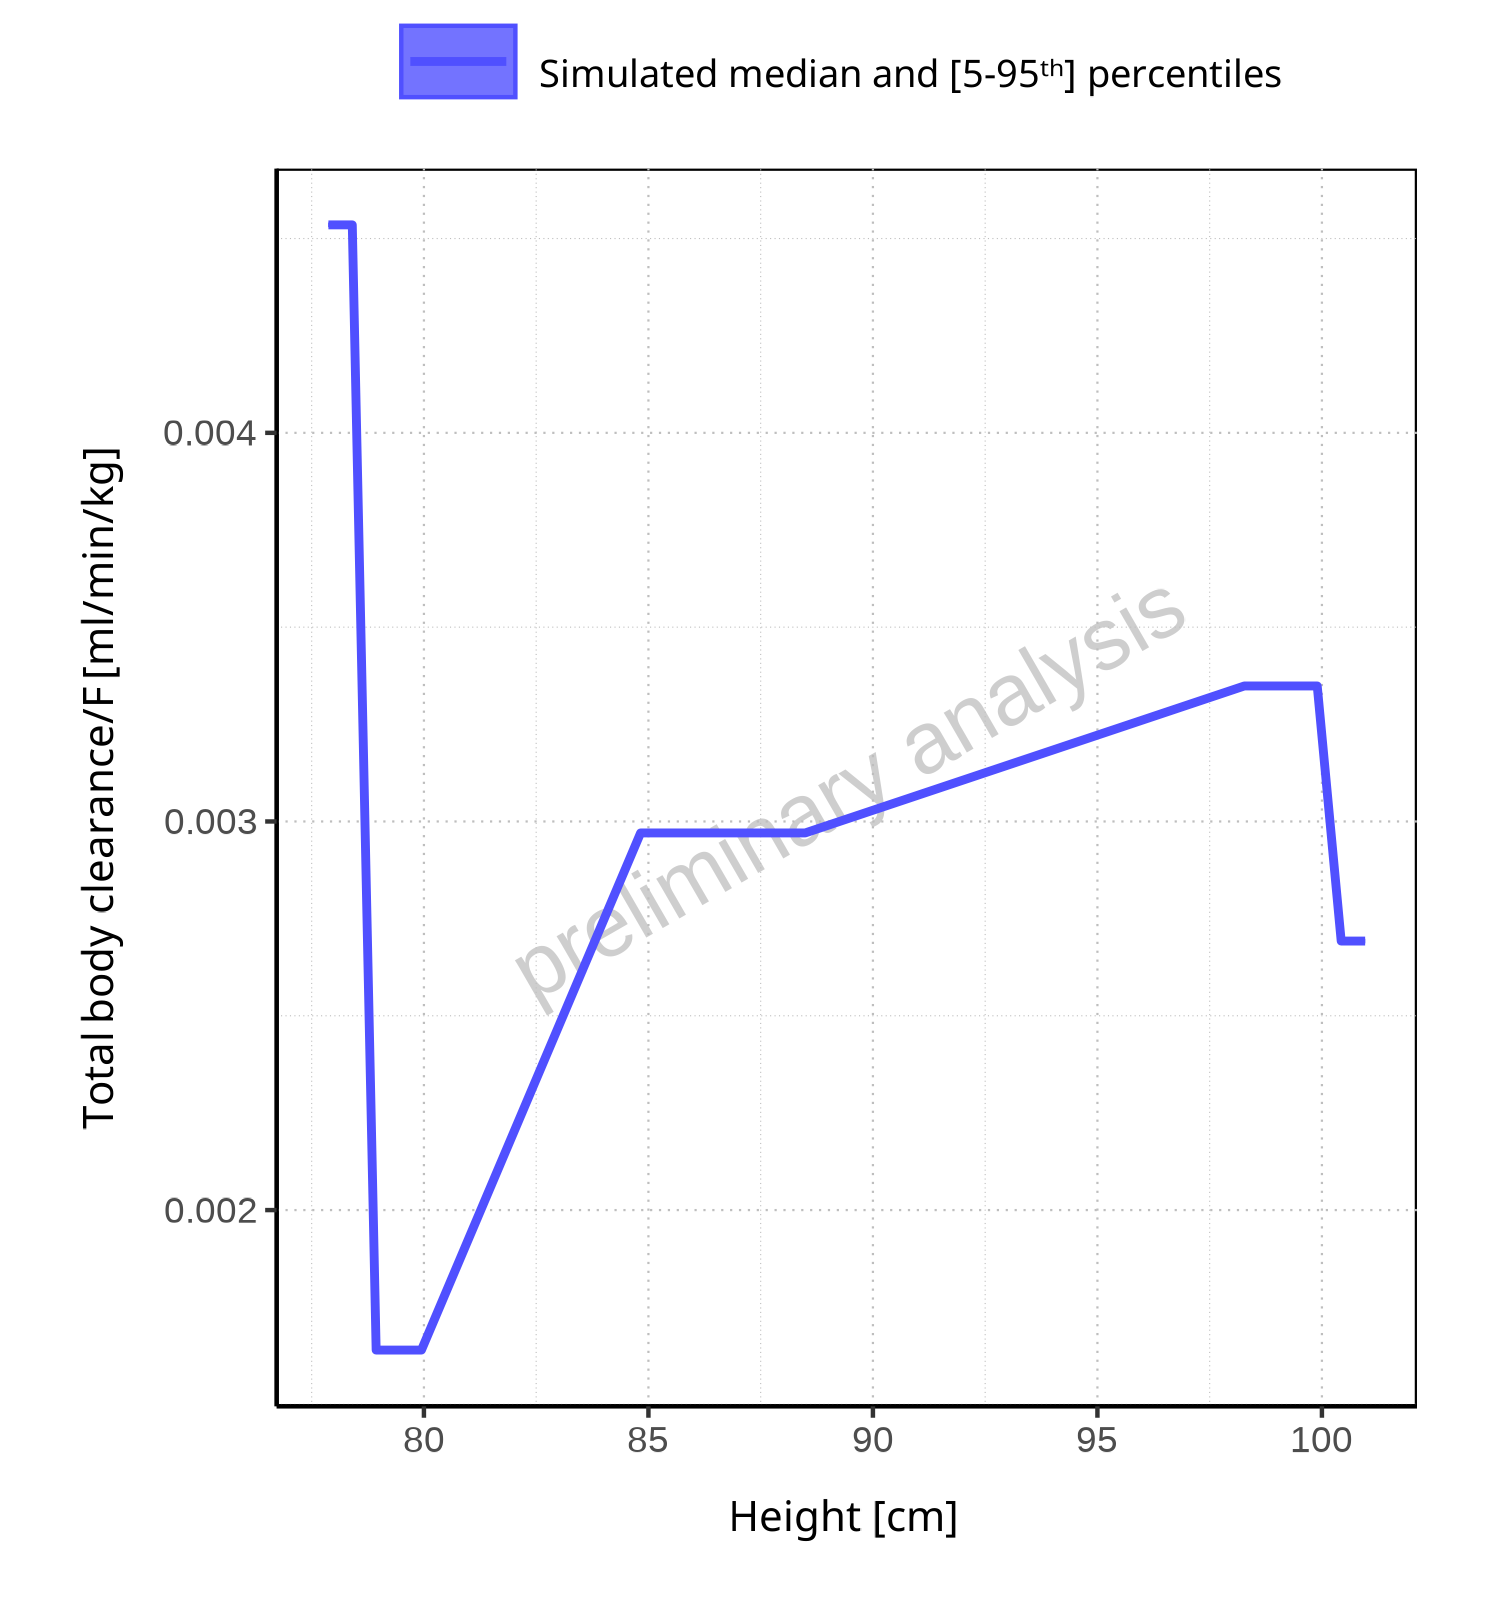 Simulated median and [5-95ᵗʰ] percentiles
Total body clearance/F [ml/min/kg]
0.004
0.003
0.002
preliminary analysis
80 85 90 95 100
Height [cm]